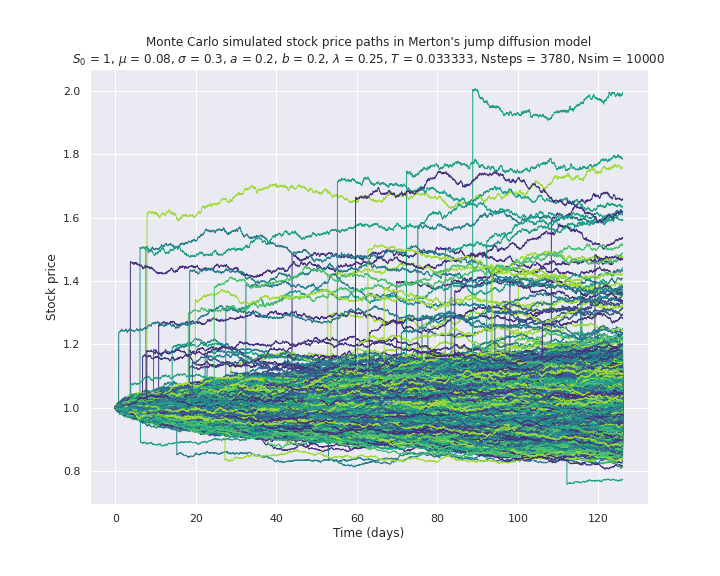 Monte Carlo simulated stock price paths in Merton's jump diffusion model
S₀ = 1, μ = 0.08, σ = 0.3, a = 0.2, b = 0.2, λ = 0.25, T = 0.033333, Nsteps = 3780, Nsim = 10000
2.0
1.8
1.6
1.4
1.2
1.0
0.8
Stock price
0 20 40 60 80 100 120
Time (days)